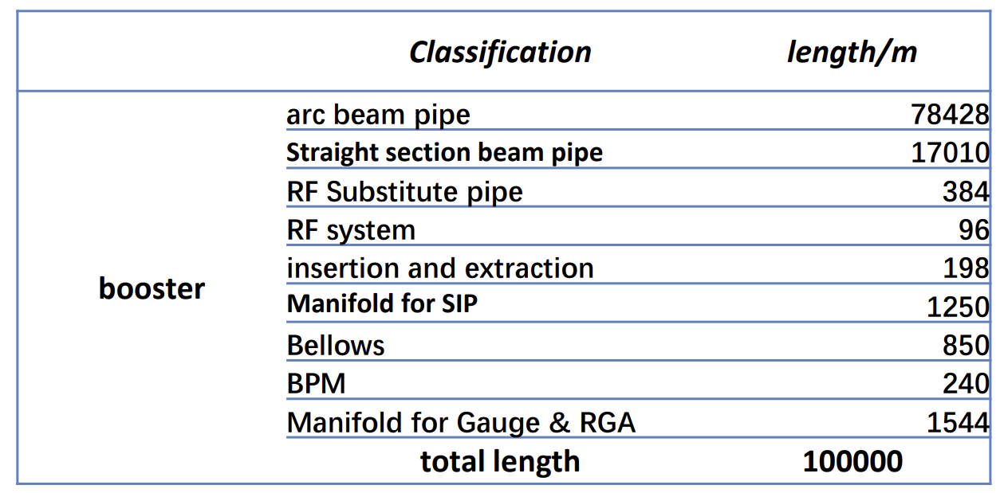 Classification length/m
arc beam pipe 78428
Straight section beam pipe 17010
RF Substitute pipe 384
RF system 96
insertion and extraction 198
booster
Manifold for SIP 1250
Bellows 850
BPM 240
Manifold for Gauge & RGA 1544
total length 100000